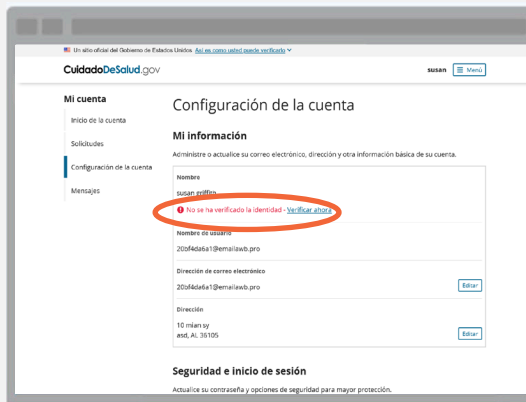 Un sitio oficial del Gobierno de Estados Unidos Así es como usted puede verificarlo
CuidadoDeSalud.gov
susan
Menú
Mi cuenta
Inicio de la cuenta
Solicitudes
Configuración de la cuenta
Mensajes
Configuración de la cuenta
Mi información
Administre o actualice su correo electrónico, dirección y otra información básica de su cuenta.
Nombre
susan griffin
No se ha verificado la identidad - Verificar ahora
Nombre de usuario
20bf4da6a1@emailawb.pro
Dirección de correo electrónico
20bf4da6a1@emailawb.pro
Editar
Dirección
10 mian sy
asd, AL 36105
Editar
Seguridad e inicio de sesión
Actualice su contraseña y opciones de seguridad para mayor protección.